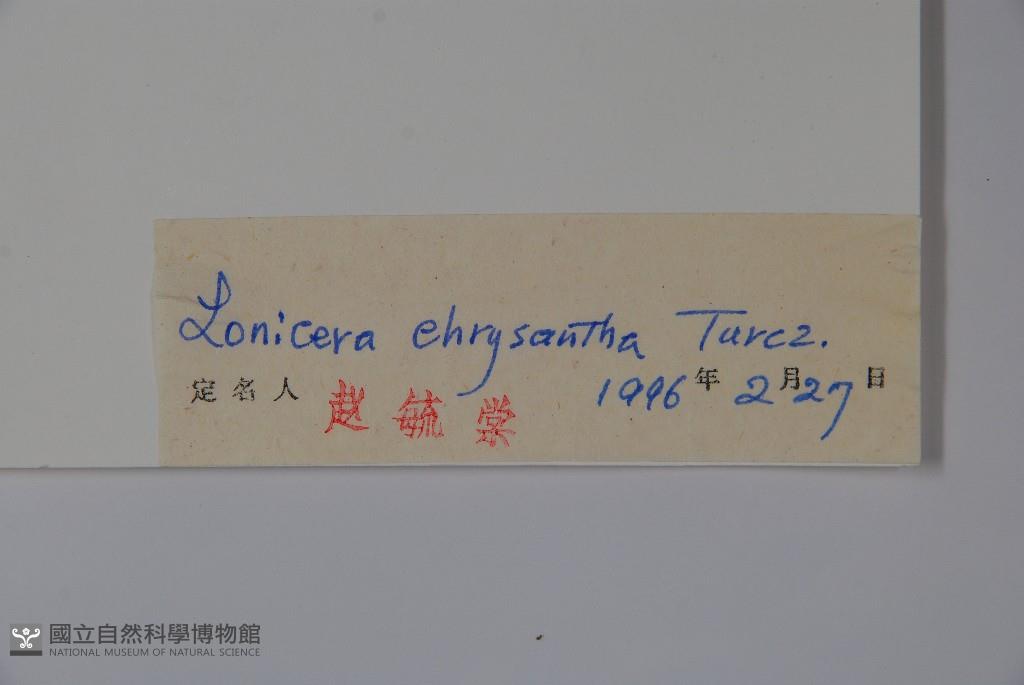 Lonicera chrysantha Turcz.
定名人 赵毓棠 1996年2月27日
國立自然科學博物館
NATIONAL MUSEUM OF NATURAL SCIENCE